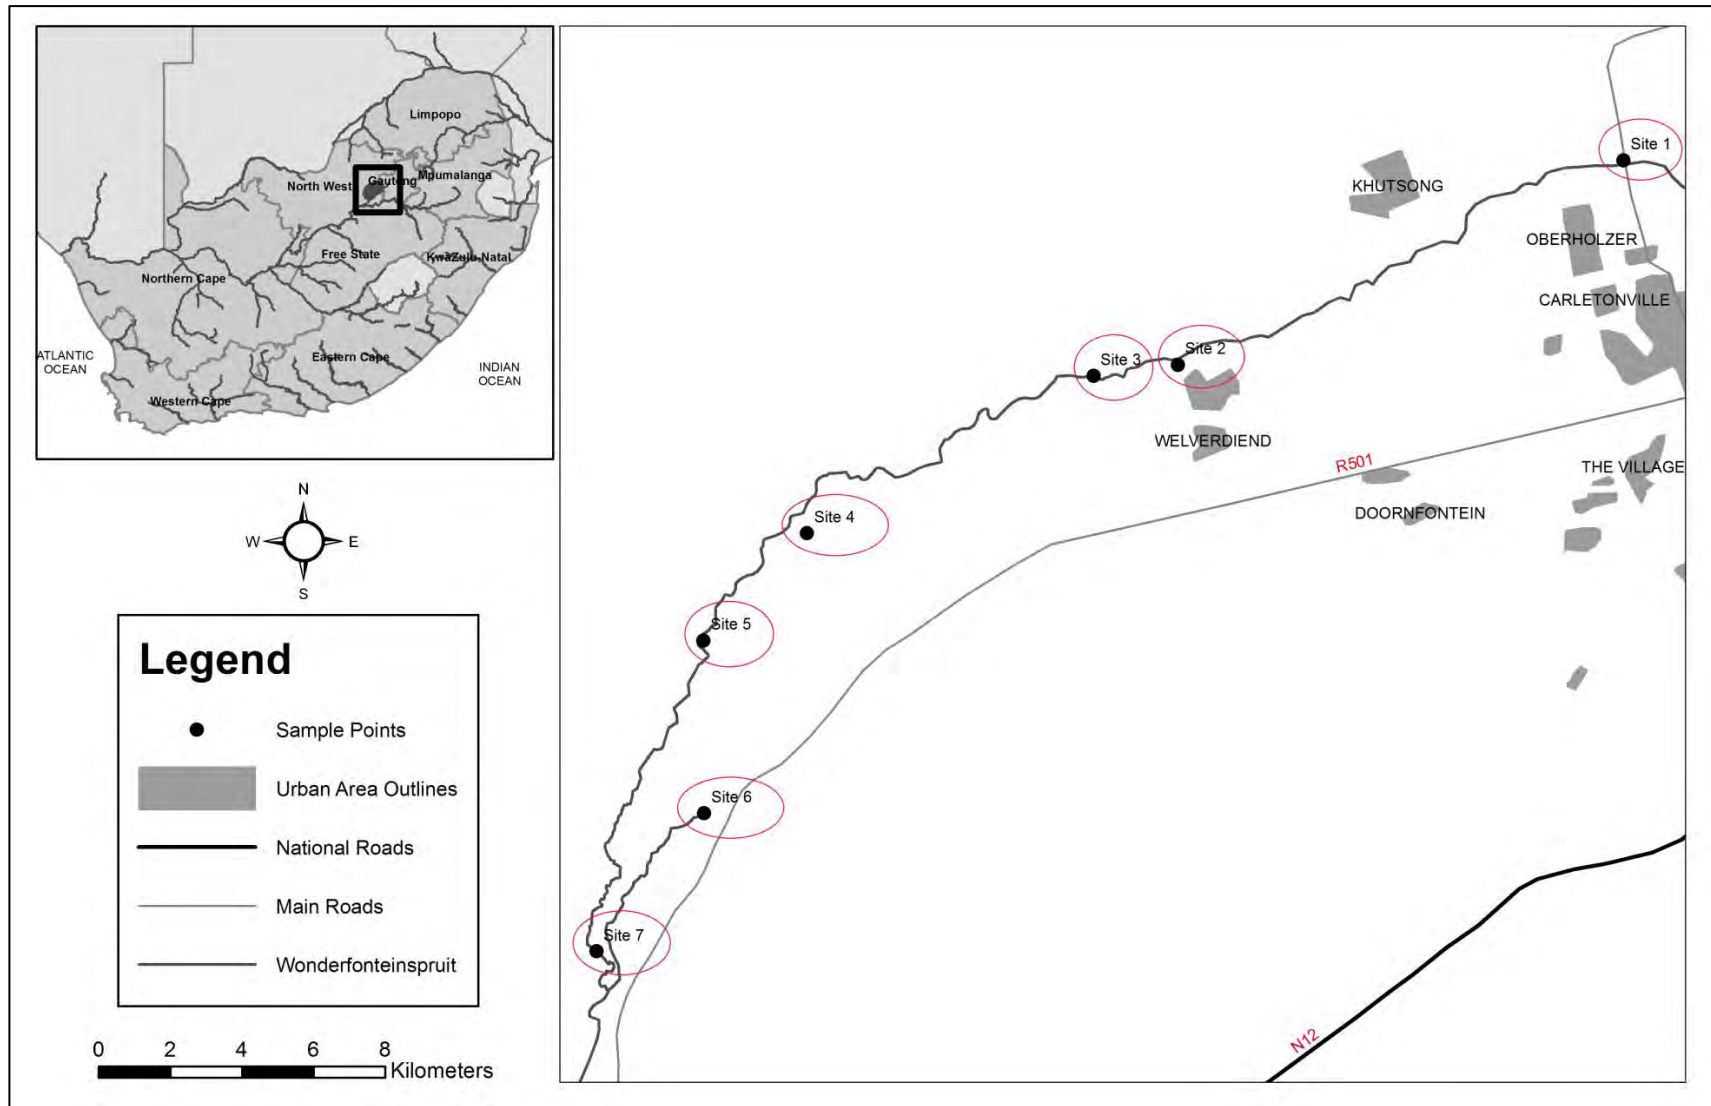 Limpopo
North West
Gauteng
Mpumalanga
Free State
KwaZulu-Natal
Northern Cape
Eastern Cape
Western Cape
ATLANTIC
OCEAN
INDIAN
OCEAN
N
W
E
S
Legend
Sample Points
Urban Area Outlines
National Roads
Main Roads
Wonderfonteinspruit
0 2 4 6 8
Kilometers
Site 1
KHUTSONG
OBERHOLZER
CARLETONVILLE
Site 2
Site 3
WELVERDIEND
R501
THE VILLAGE
DOORNFONTEIN
Site 4
Site 5
Site 6
Site 7
N12